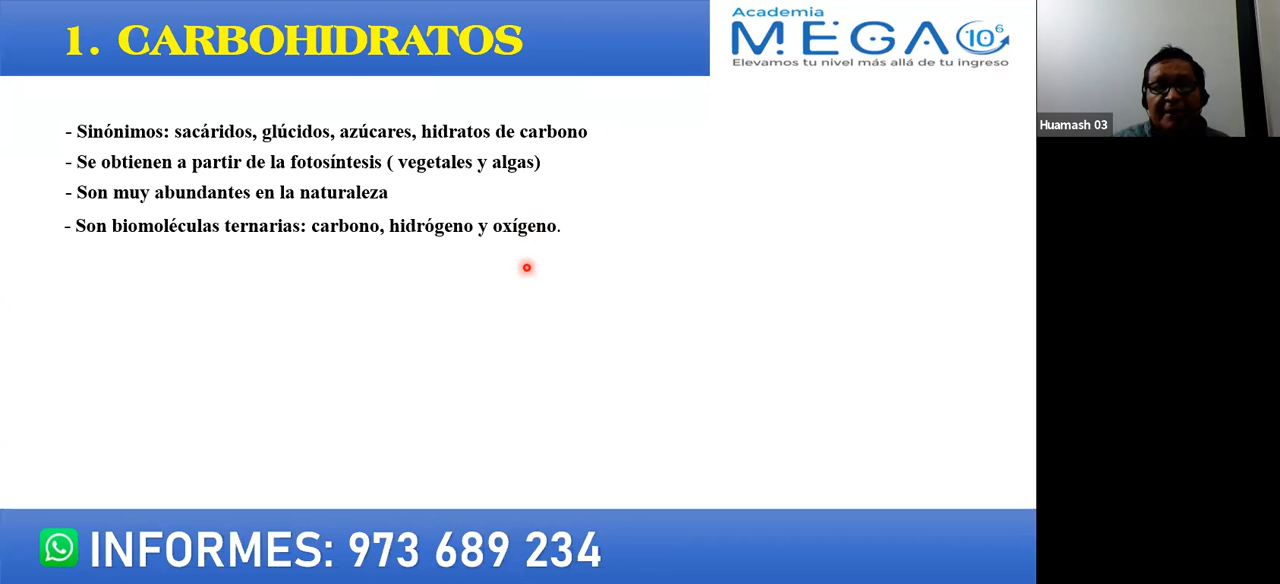 1. CARBOHIDRATOS
Academia
MEGA 10⁶
Elevamos tu nivel más allá de tu ingreso
Huamash 03
- Sinónimos: sacáridos, glúcidos, azúcares, hidratos de carbono
- Se obtienen a partir de la fotosíntesis ( vegetales y algas)
- Son muy abundantes en la naturaleza
- Son biomoléculas ternarias: carbono, hidrógeno y oxígeno.
INFORMES: 973 689 234